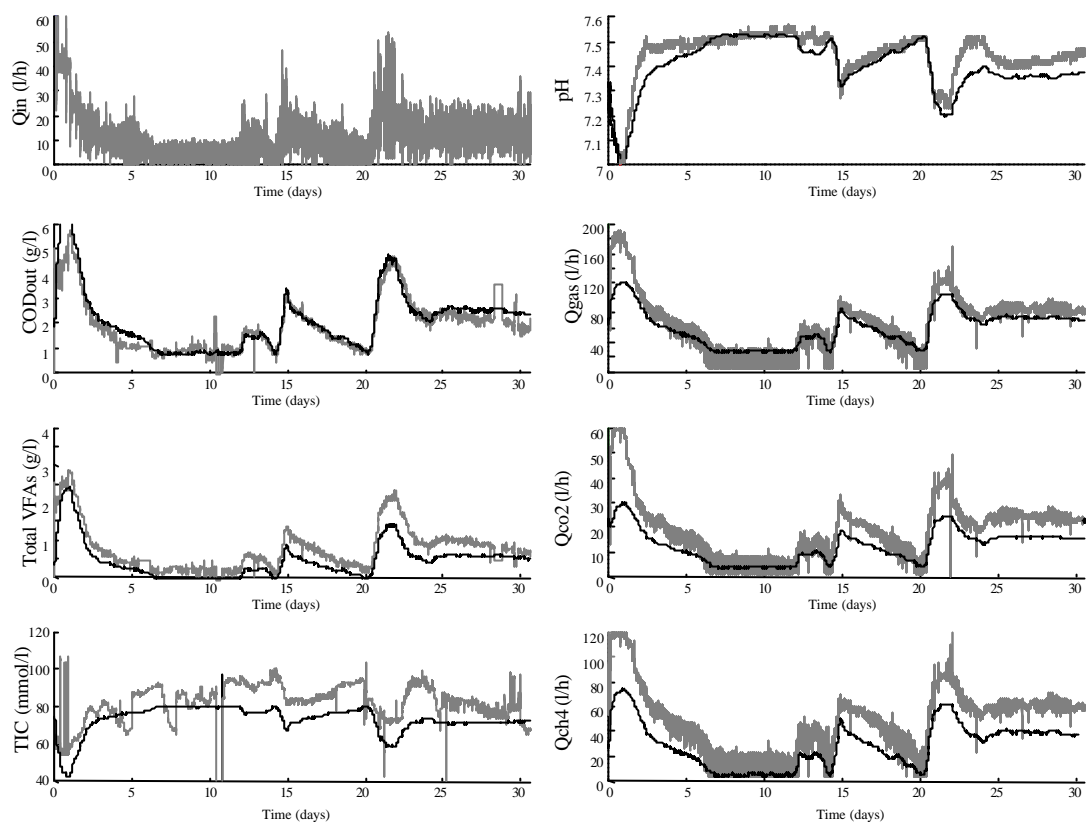 Qin (l/h)
60
50
40
30
20
10
0
0 5 10 15 20 25 30
Time (days)
pH
7.6
7.5
7.4
7.3
7.2
7.1
7
0 5 10 15 20 25 30
Time (days)
CODout (g/l)
6
5
4
3
2
1
0
0 5 10 15 20 25 30
Time (days)
Qgas (l/h)
200
160
120
80
40
0
0 5 10 15 20 25 30
Time (days)
Total VFAs (g/l)
4
3
2
1
0
0 5 10 15 20 25 30
Time (days)
Qco2 (l/h)
60
50
40
30
20
10
0
0 5 10 15 20 25 30
Time (days)
TIC (mmol/l)
120
100
80
60
40
0 5 10 15 20 25 30
Time (days)
Qch4 (l/h)
120
100
80
60
40
20
0
0 5 10 15 20 25 30
Time (days)